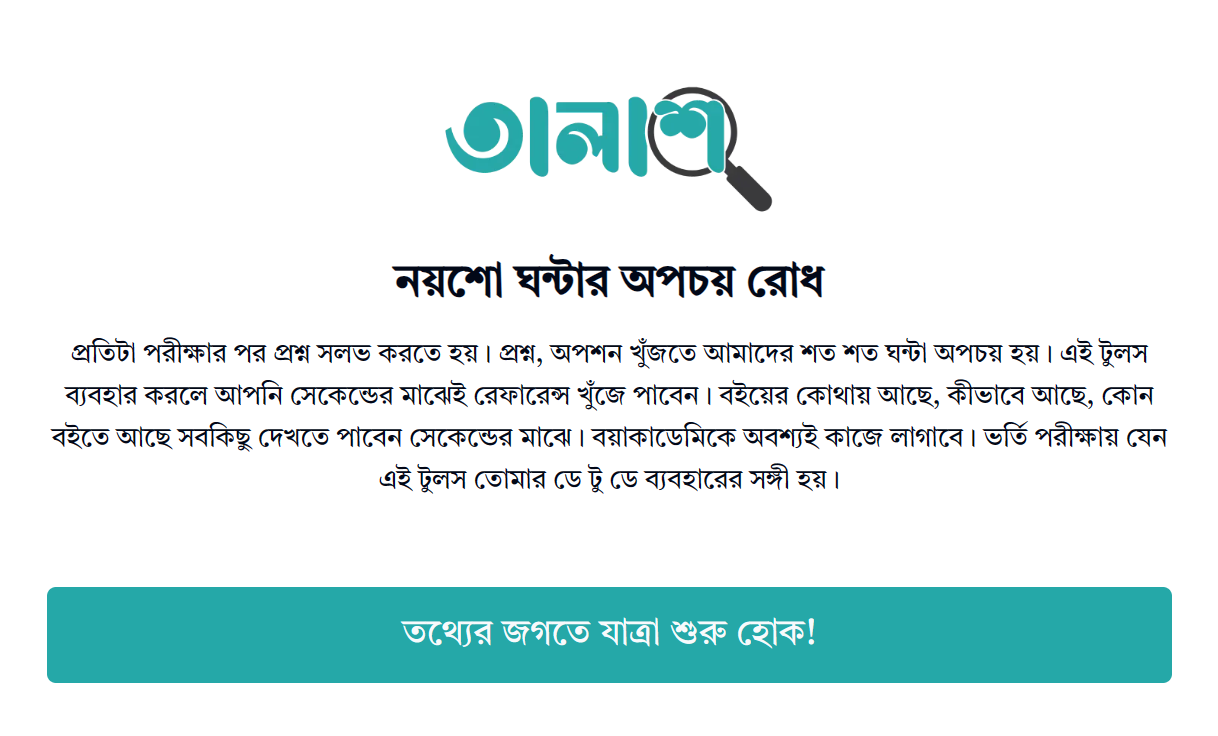 তালাশ
নয়শো ঘন্টার অপচয় রোধ
প্রতিটা পরীক্ষার পর প্রশ্ন সলভ করতে হয়। প্রশ্ন, অপশন খুঁজতে আমাদের শত শত ঘন্টা অপচয় হয়। এই টুলস
ব্যবহার করলে আপনি সেকেন্ডের মাঝেই রেফারেন্স খুঁজে পাবেন। বইয়ের কোথায় আছে, কীভাবে আছে, কোন
বইতে আছে সবকিছু দেখতে পাবেন সেকেন্ডের মাঝে। বয়াকাডেমিকে অবশ্যই কাজে লাগাবে। ভর্তি পরীক্ষায় যেন
এই টুলস তোমার ডে টু ডে ব্যবহারের সঙ্গী হয়।
তথ্যের জগতে যাত্রা শুরু হোক!